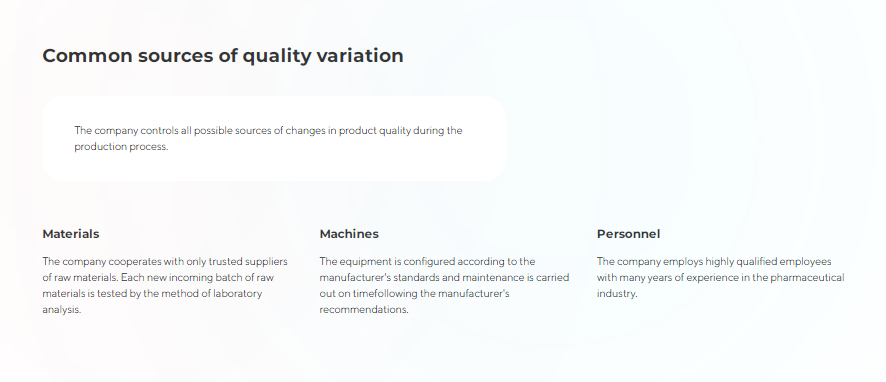 Common sources of quality variation
The company controls all possible sources of changes in product quality during the
production process.
Materials
The company cooperates with only trusted suppliers
of raw materials. Each new incoming batch of raw
materials is tested by the method of laboratory
analysis.
Machines
The equipment is configured according to the
manufacturer's standards and maintenance is carried
out on timefollowing the manufacturer's
recommendations.
Personnel
The company employs highly qualified employees
with many years of experience in the pharmaceutical
industry.